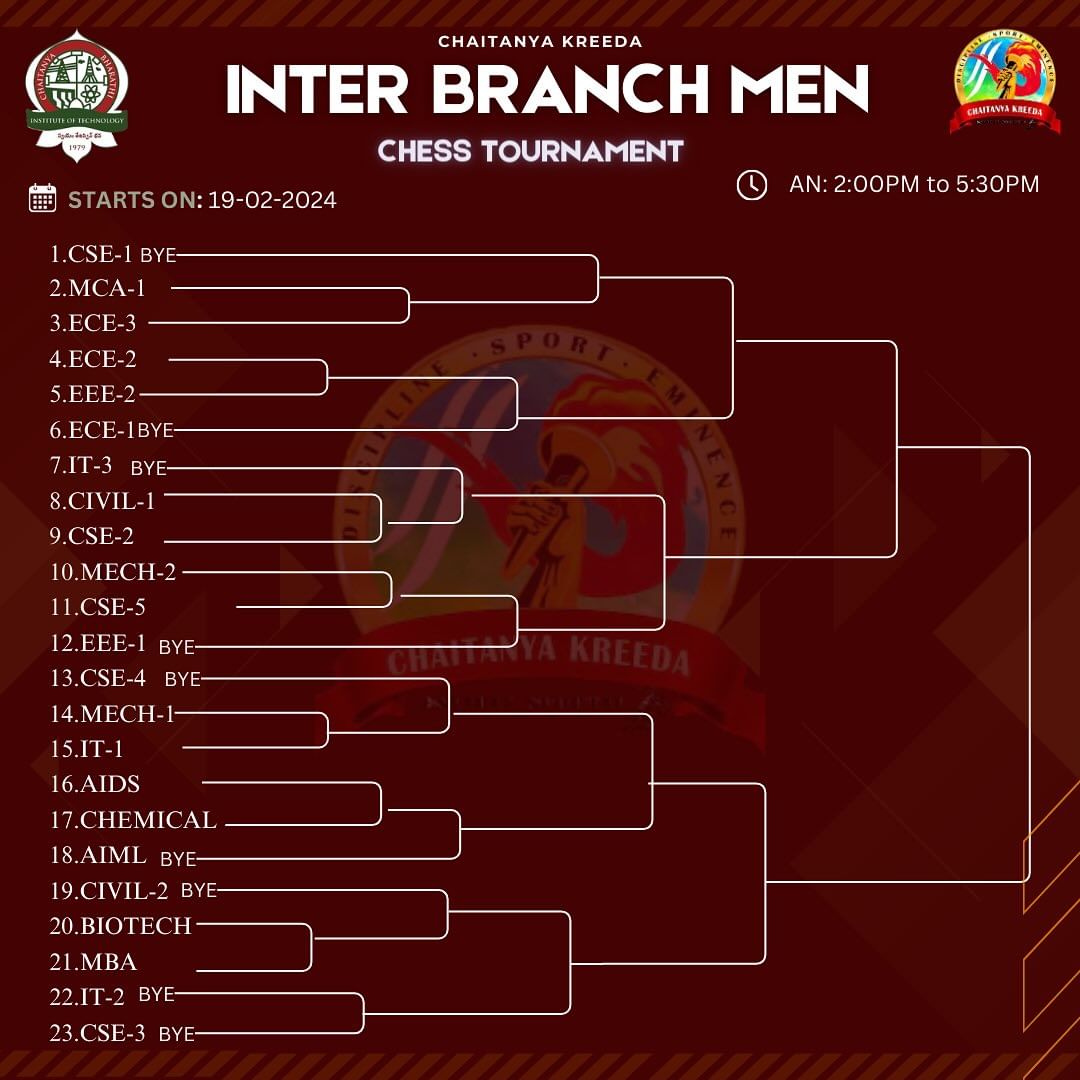 CHAITANYA KREEDA
INTER BRANCH MEN
CHESS TOURNAMENT
CHAITANYA BHARATHI
INSTITUTE OF TECHNOLOGY
1979
DISCIPLINE · SPORT · EMINENCE
CHAITANYA KREEDA
STARTS ON: 19-02-2024
AN: 2:00PM to 5:30PM
1.CSE-1 BYE
2.MCA-1
3.ECE-3
4.ECE-2
5.EEE-2
6.ECE-1BYE
7.IT-3 BYE
8.CIVIL-1
9.CSE-2
10.MECH-2
11.CSE-5
12.EEE-1 BYE
13.CSE-4 BYE
14.MECH-1
15.IT-1
16.AIDS
17.CHEMICAL
18.AIML BYE
19.CIVIL-2 BYE
20.BIOTECH
21.MBA
22.IT-2 BYE
23.CSE-3 BYE
DISCIPLINE · SPORT · EMINENCE
CHAITANYA KREEDA